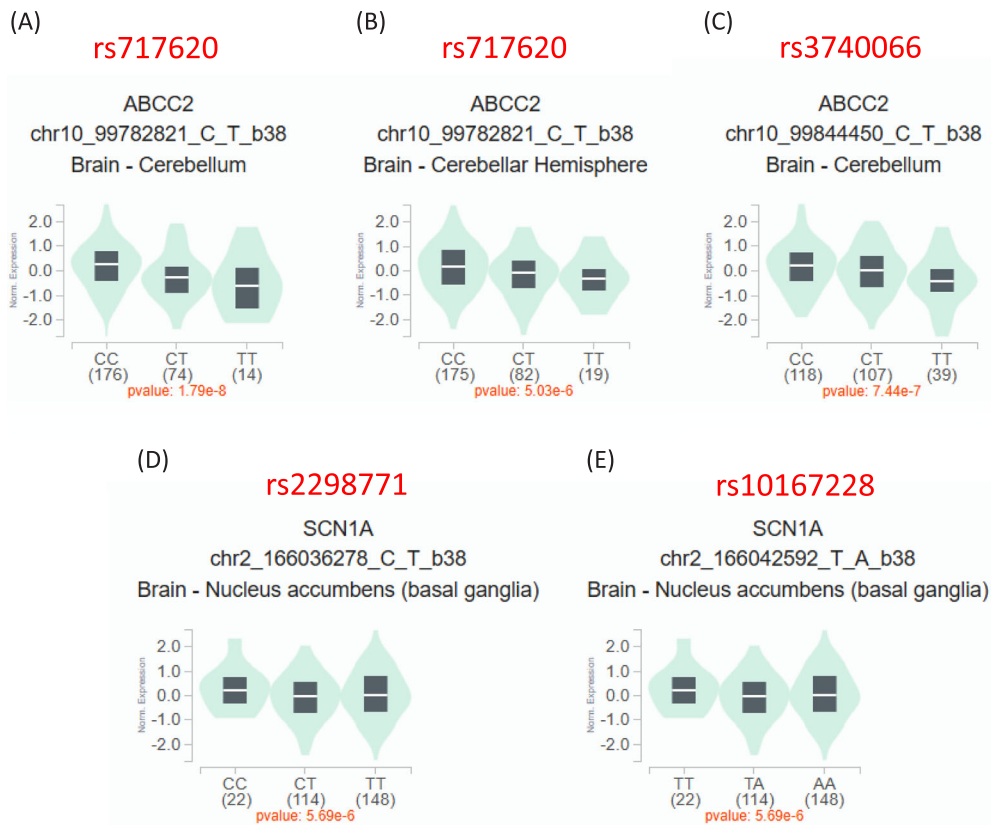 (A)
rs717620
ABCC2
chr10_99782821_C_T_b38
Brain - Cerebellum
Norm. Expression
2.0
1.0
0.0
-1.0
-2.0
CC CT TT
(176) (74) (14)
pvalue: 1.79e-8
(B)
rs717620
ABCC2
chr10_99782821_C_T_b38
Brain - Cerebellar Hemisphere
Norm. Expression
2.0
1.0
0.0
-1.0
-2.0
CC CT TT
(175) (82) (19)
pvalue: 5.03e-6
(C)
rs3740066
ABCC2
chr10_99844450_C_T_b38
Brain - Cerebellum
Norm. Expression
2.0
1.0
0.0
-1.0
-2.0
CC CT TT
(118) (107) (39)
pvalue: 7.44e-7
(D)
rs2298771
SCN1A
chr2_166036278_C_T_b38
Brain - Nucleus accumbens (basal ganglia)
Norm. Expression
2.0
1.0
0.0
-1.0
-2.0
CC CT TT
(22) (114) (148)
pvalue: 5.69e-6
(E)
rs10167228
SCN1A
chr2_166042592_T_A_b38
Brain - Nucleus accumbens (basal ganglia)
Norm. Expression
2.0
1.0
0.0
-1.0
-2.0
TT TA AA
(22) (114) (148)
pvalue: 5.69e-6